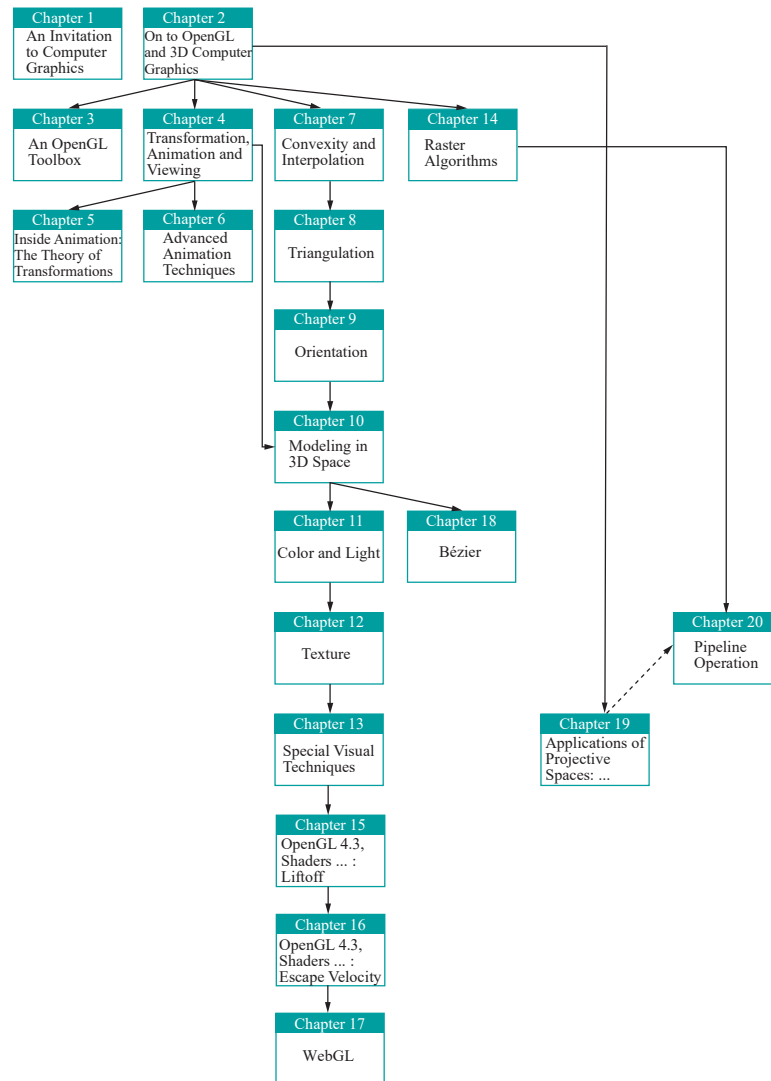 Chapter 1
An Invitation
to Computer
Graphics
Chapter 2
On to OpenGL
and 3D Computer
Graphics
Chapter 3
An OpenGL
Toolbox
Chapter 4
Transformation,
Animation and
Viewing
Chapter 7
Convexity and
Interpolation
Chapter 14
Raster
Algorithms
Chapter 5
Inside Animation:
The Theory of
Transformations
Chapter 6
Advanced
Animation
Techniques
Chapter 8
Triangulation
Chapter 9
Orientation
Chapter 10
Modeling in
3D Space
Chapter 11
Color and Light
Chapter 18
Bézier
Chapter 12
Texture
Chapter 20
Pipeline
Operation
Chapter 13
Special Visual
Techniques
Chapter 19
Applications of
Projective
Spaces: ...
Chapter 15
OpenGL 4.3,
Shaders ... :
Liftoff
Chapter 16
OpenGL 4.3,
Shaders ... :
Escape Velocity
Chapter 17
WebGL